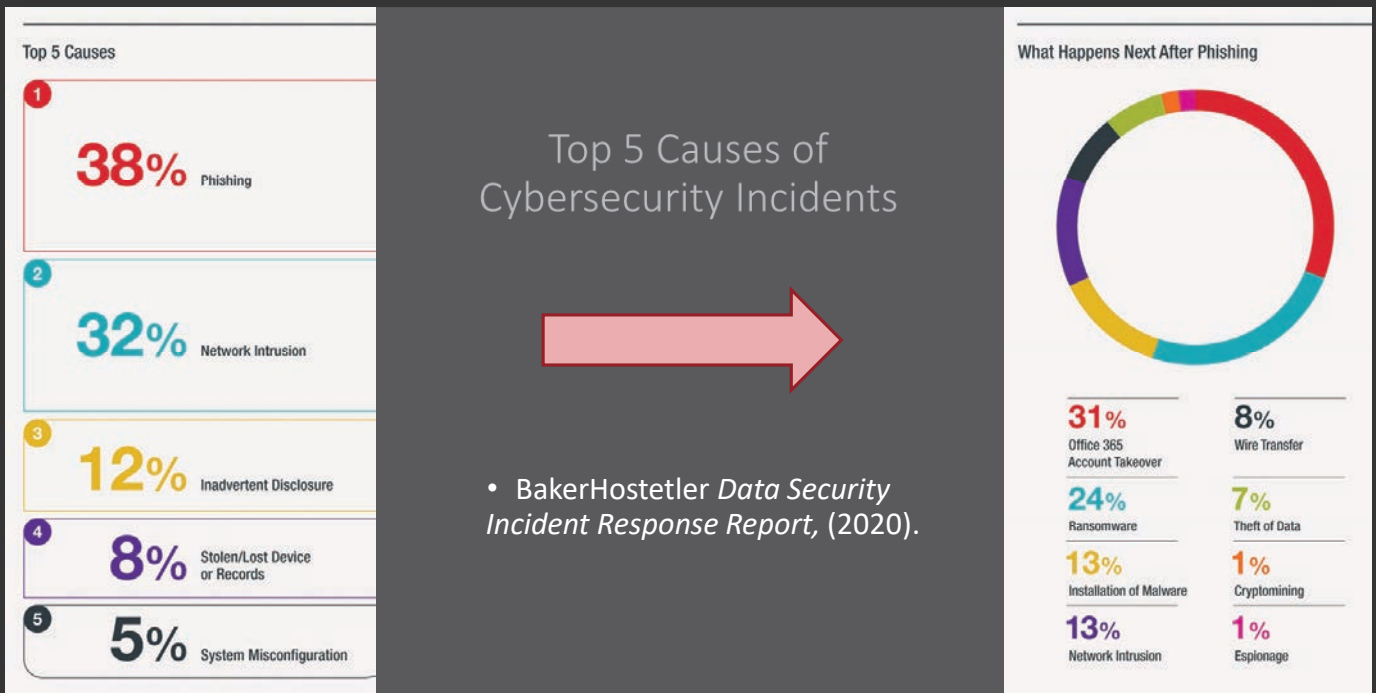 Top 5 Causes
1
38% Phishing
2
32% Network Intrusion
3
12% Inadvertent Disclosure
4
8% Stolen/Lost Device
or Records
5
5% System Misconfiguration
Top 5 Causes of
Cybersecurity Incidents
• BakerHostetler Data Security
Incident Response Report, (2020).
What Happens Next After Phishing
31%
Office 365
Account Takeover
8%
Wire Transfer
24%
Ransomware
7%
Theft of Data
13%
Installation of Malware
1%
Cryptomining
13%
Network Intrusion
1%
Espionage